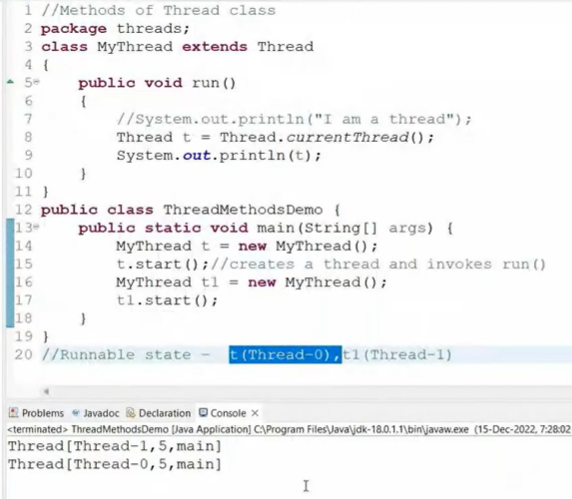 1 //Methods of Thread class
2 package threads;
3 class MyThread extends Thread
4 {
5 public void run()
6 {
7 //System.out.println("I am a thread");
8 Thread t = Thread.currentThread();
9 System.out.println(t);
10 }
11 }
12 public class ThreadMethodsDemo {
13 public static void main(String[] args) {
14 MyThread t = new MyThread();
15 t.start();//creates a thread and invokes run()
16 MyThread t1 = new MyThread();
17 t1.start();
18 }
19 }
20 //Runnable state - t(Thread-0),t1(Thread-1)
Problems Javadoc Declaration Console
<terminated> ThreadMethodsDemo [Java Application] C:\Program Files\Java\jdk-18.0.1.1\bin\javaw.exe (15-Dec-2022, 7:28:02
Thread[Thread-1,5,main]
Thread[Thread-0,5,main]